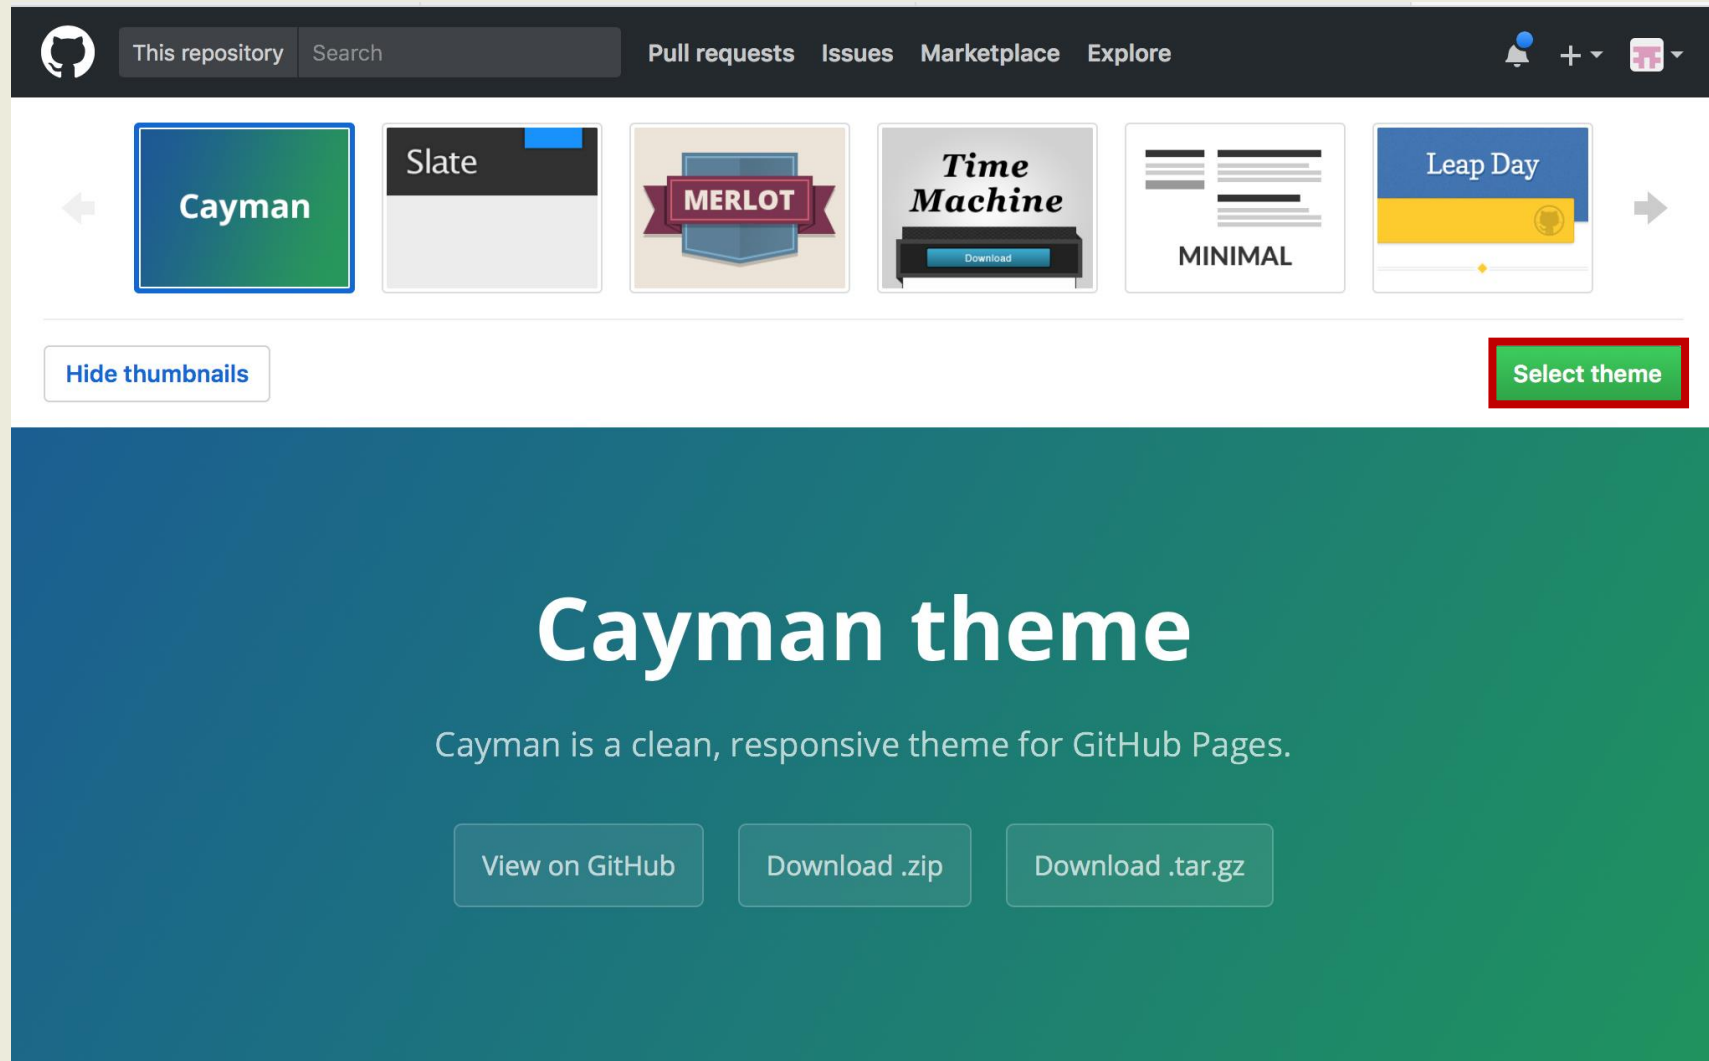 This repository Search Pull requests Issues Marketplace Explore
Cayman
Slate
MERLOT
Time
Machine
Download
MINIMAL
Leap Day
Hide thumbnails
Select theme
Cayman theme
Cayman is a clean, responsive theme for GitHub Pages.
View on GitHub Download .zip Download .tar.gz